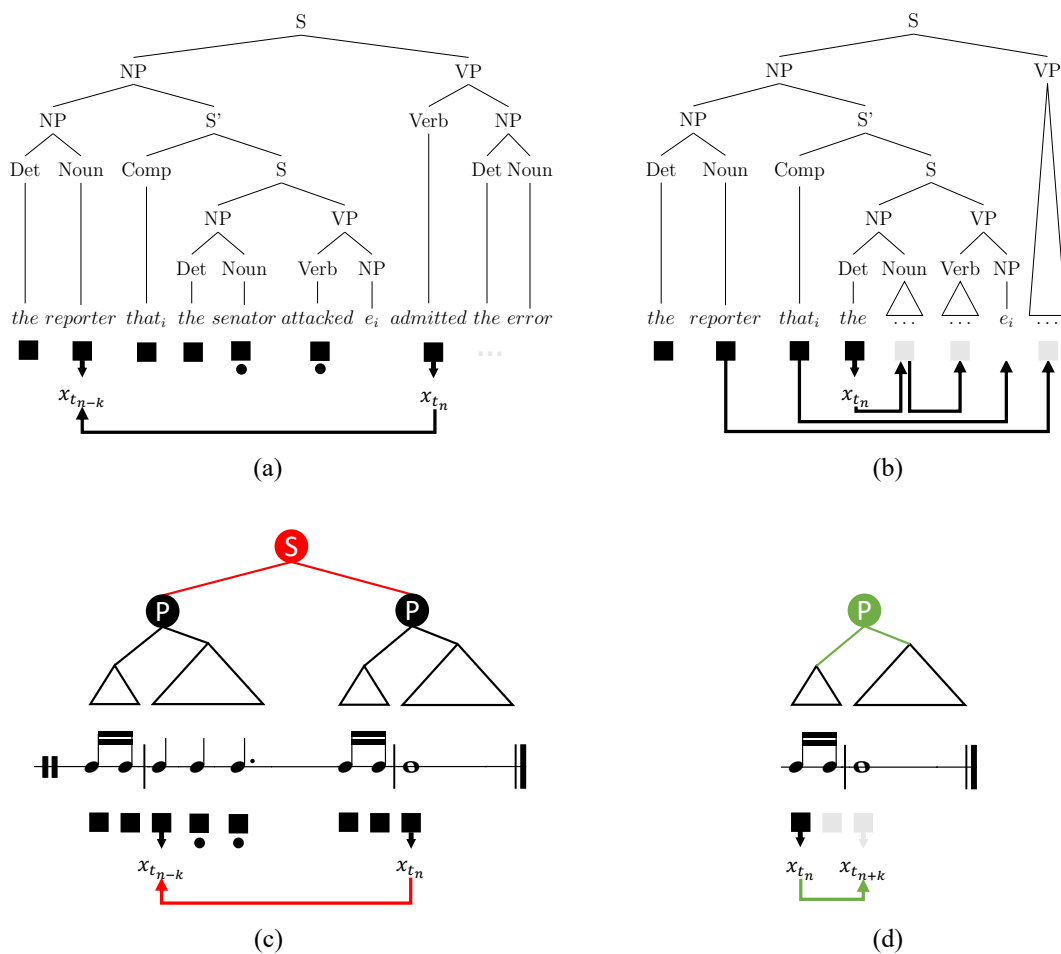 S S
NP VP NP VP
NP S' Verb NP NP S'
Det Noun Comp S Det Noun Det Noun Comp S
NP VP NP VP
Det Noun Verb NP Det Noun Verb NP
the reporter that_i the senator attacked e_i admitted the error the reporter that_i the ... ... e_i ...
...
x_{t_{n-k}} x_{t_n} x_{t_n}
(a) (b)
S
P P P
x_{t_{n-k}} x_{t_n} x_{t_n} x_{t_{n+k}}
(c) (d)